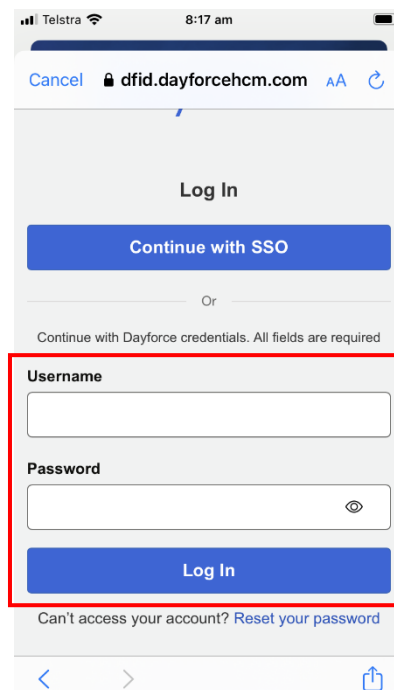 Telstra 8:17 am
Cancel dfid.dayforcehcm.com AA
Log In
Continue with SSO
Or
Continue with Dayforce credentials. All fields are required
Username
Password
Log In
Can't access your account? Reset your password